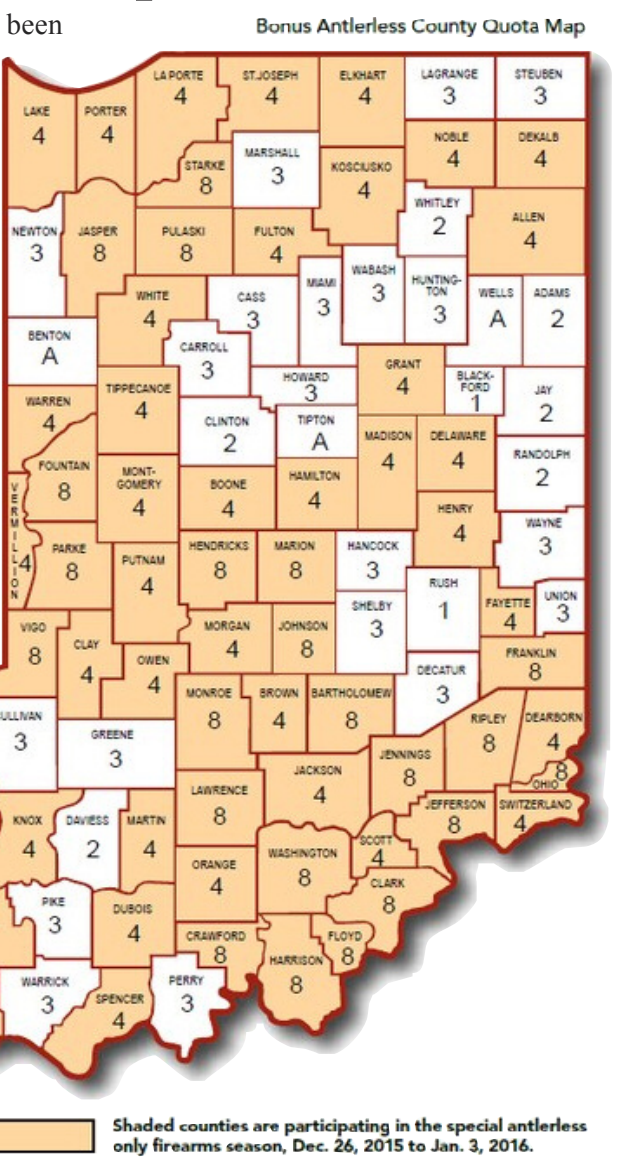 been
Bonus Antlerless County Quota Map
LA PORTE
4
ST.JOSEPH
4
ELKHART
4
LAGRANGE
3
STEUBEN
3
LAKE
4
PORTER
4
STARKE
8
MARSHALL
3
KOSCIUSKO
4
NOBLE
4
DEKALB
4
NEWTON
3
JASPER
8
PULASKI
8
FULTON
4
WHITLEY
2
ALLEN
4
WHITE
4
CASS
3
MIAMI
3
WABASH
3
HUNTING-
TON
3
WELLS
A
ADAMS
2
BENTON
A
CARROLL
3
HOWARD
3
GRANT
4
BLACK-
FORD
1
JAY
2
WARREN
4
TIPPECANOE
4
CLINTON
2
TIPTON
A
MADISON
4
DELAWARE
4
RANDOLPH
2
FOUNTAIN
8
MONT-
GOMERY
4
BOONE
4
HAMILTON
4
HENRY
4
WAYNE
3
VERMILLION
4
PARKE
8
PUTNAM
4
HENDRICKS
8
MARION
8
HANCOCK
3
RUSH
1
FAYETTE
4
UNION
3
VIGO
8
CLAY
4
OWEN
4
MORGAN
4
JOHNSON
8
SHELBY
3
DECATUR
3
FRANKLIN
8
ULLIVAN
3
GREENE
3
MONROE
8
BROWN
4
BARTHOLOMEW
8
JENNINGS
8
RIPLEY
8
DEARBORN
4
8
OHIO
KNOX
4
DAVIESS
2
MARTIN
4
LAWRENCE
8
JACKSON
4
JEFFERSON
8
SWITZERLAND
4
ORANGE
4
WASHINGTON
8
SCOTT
4
CLARK
8
PIKE
3
DUBOIS
4
CRAWFORD
8
HARRISON
8
FLOYD
8
WARRICK
3
SPENCER
4
PERRY
3
Shaded counties are participating in the special antlerless
only firearms season, Dec. 26, 2015 to Jan. 3, 2016.